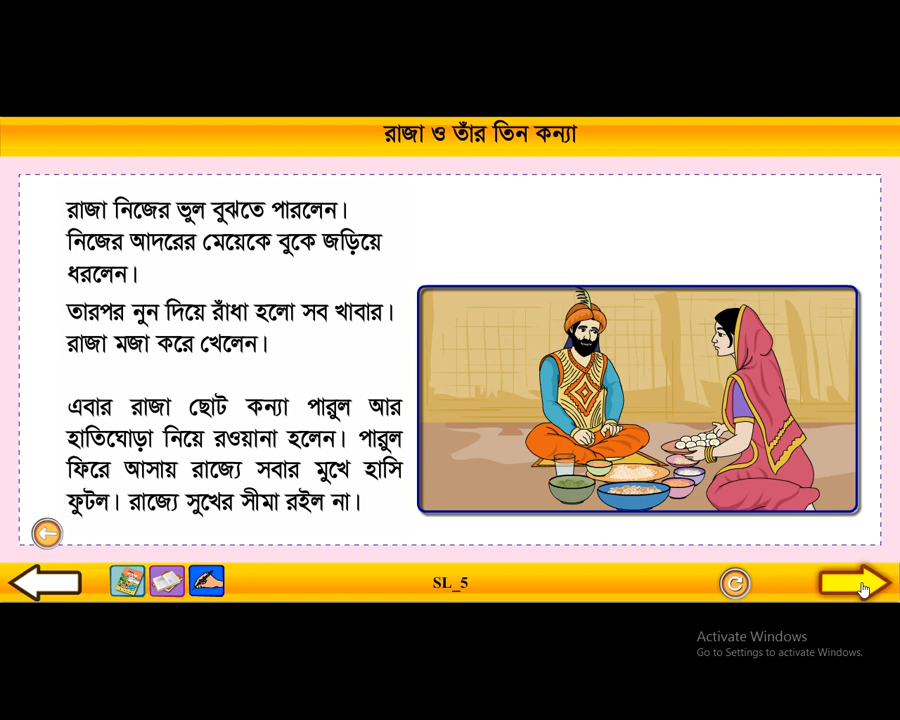 রাজা ও তাঁর তিন কন্যা
রাজা নিজের ভুল বুঝতে পারলেন।
নিজের আদরের মেয়েকে বুকে জড়িয়ে
ধরলেন।
তারপর নুন দিয়ে রাঁধা হলো সব খাবার।
রাজা মজা করে খেলেন।
এবার রাজা ছোট কন্যা পারুল আর
হাতিঘোড়া নিয়ে রওয়ানা হলেন। পারুল
ফিরে আসায় রাজ্যে সবার মুখে হাসি
ফুটল। রাজ্যে সুখের সীমা রইল না।
SL_5
Activate Windows
Go to Settings to activate Windows.